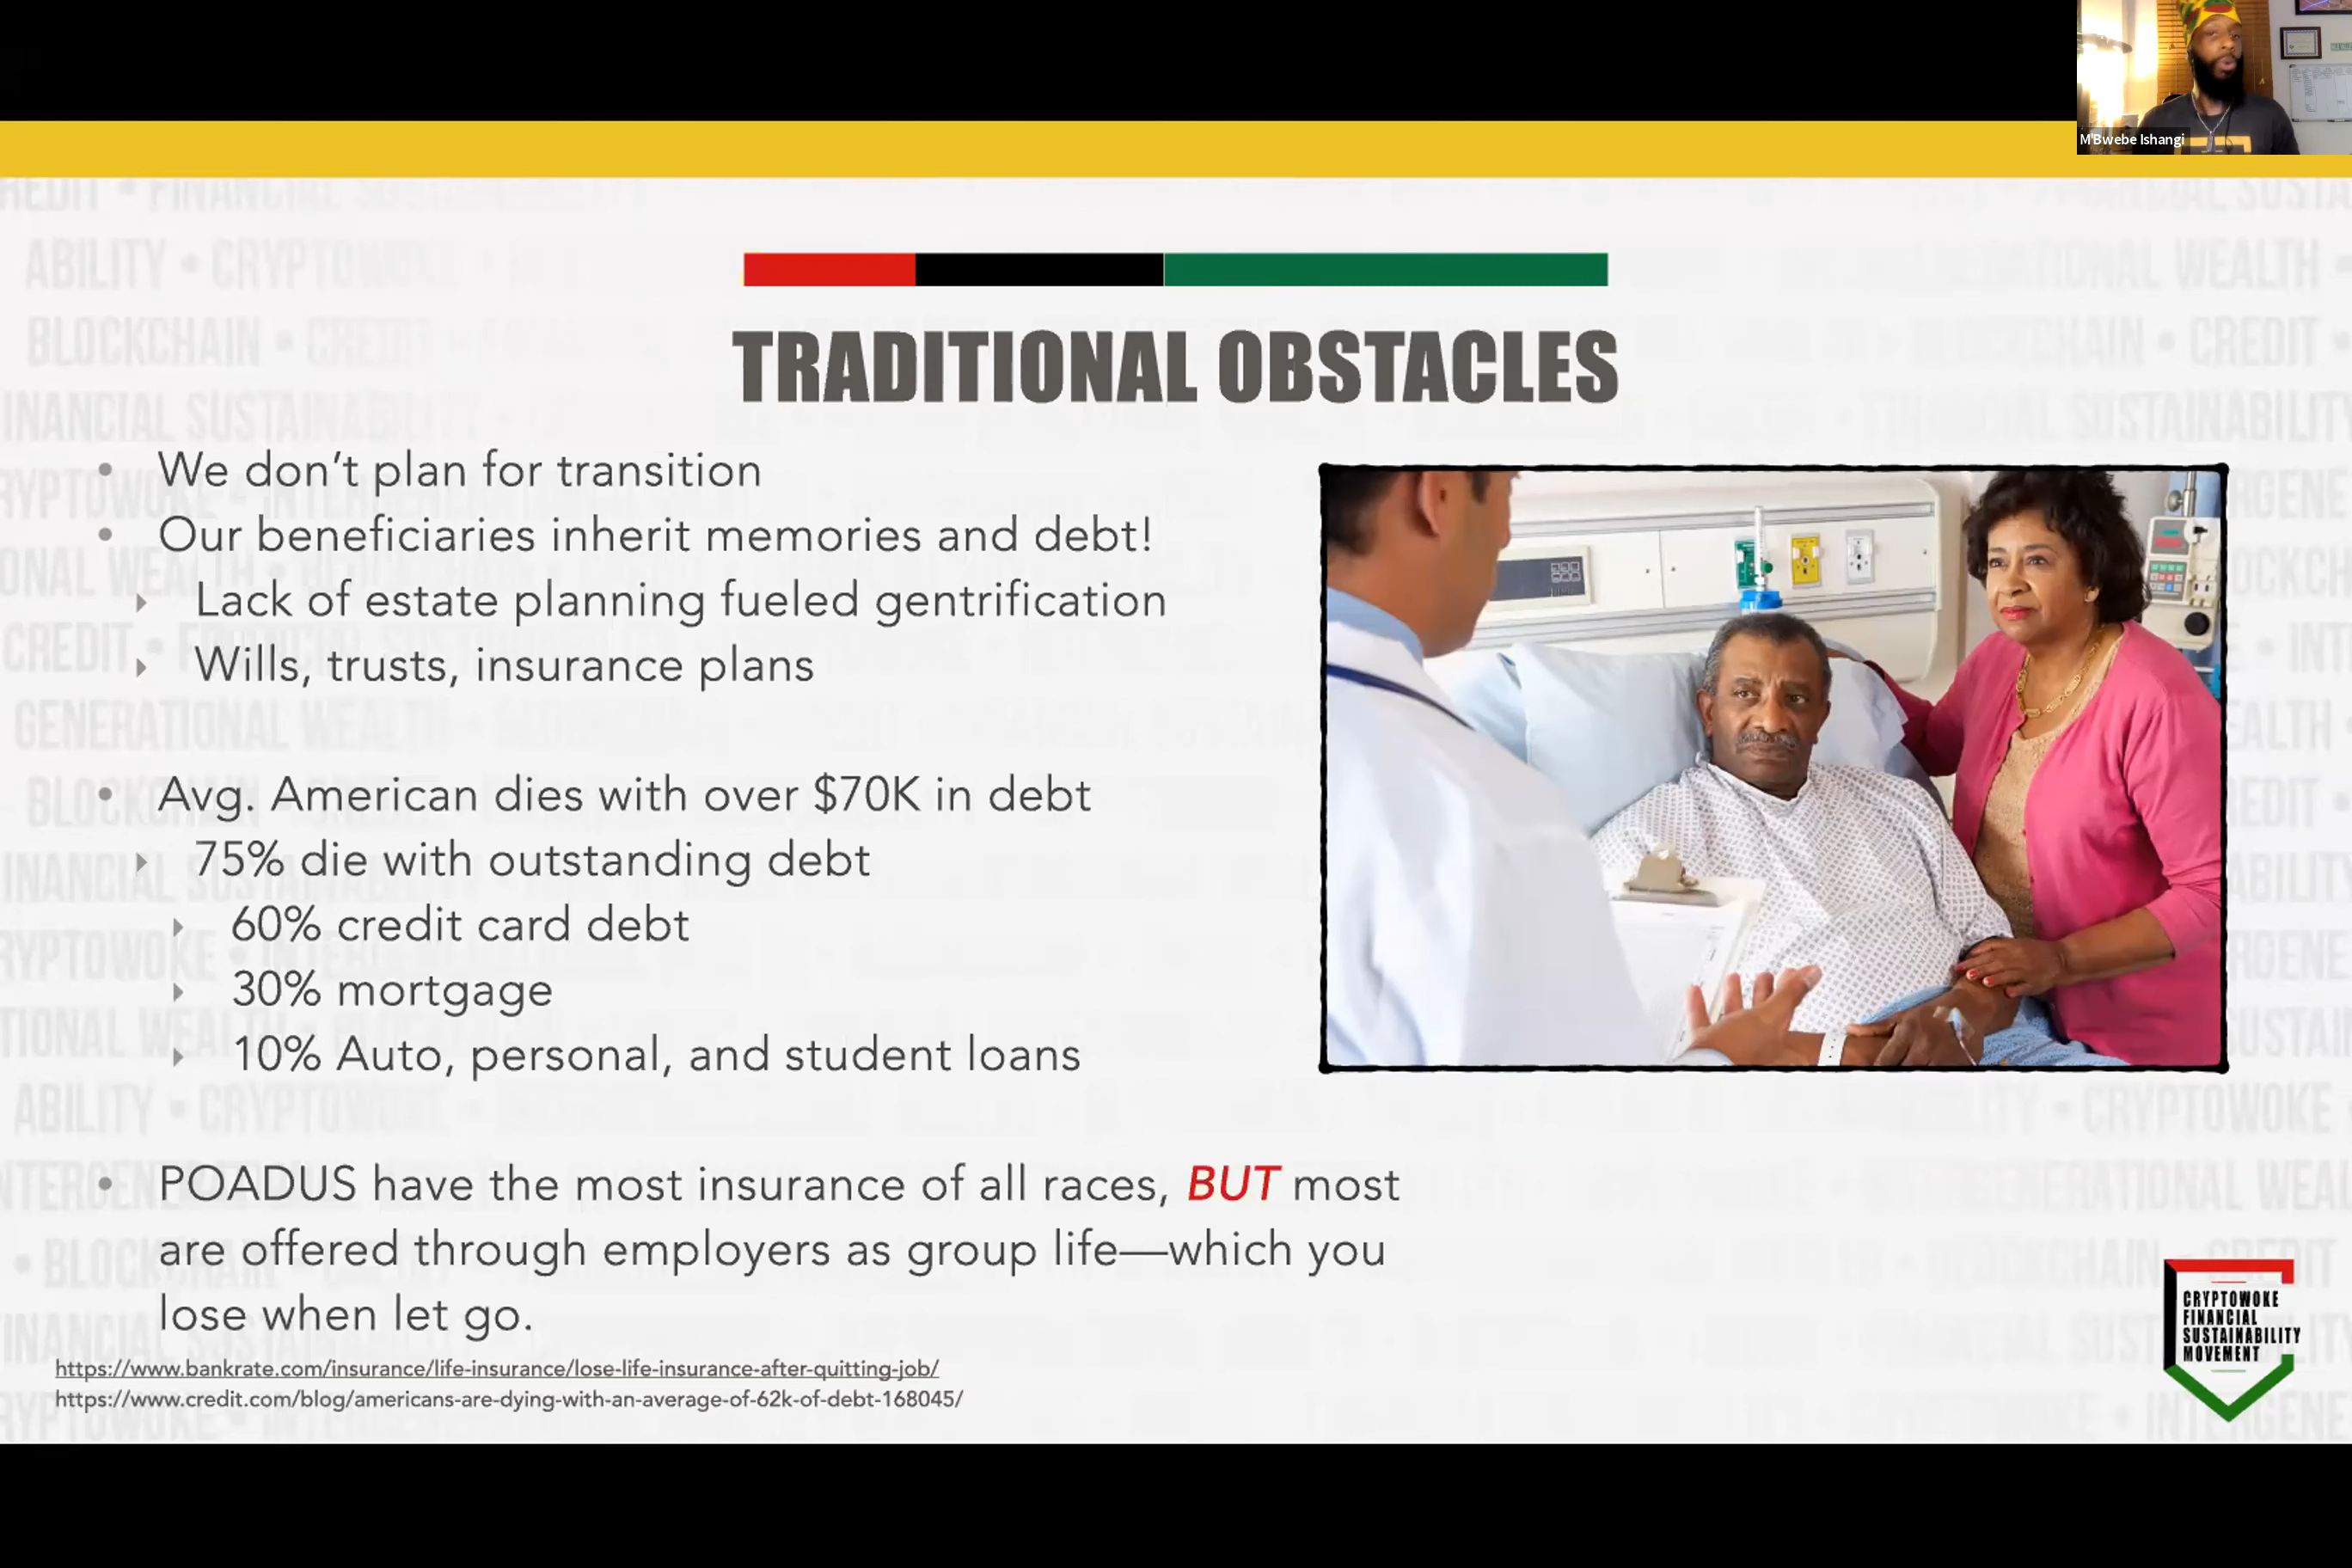 M'Bwebe Ishangi
TRADITIONAL OBSTACLES
• We don't plan for transition
• Our beneficiaries inherit memories and debt!
Lack of estate planning fueled gentrification
Wills, trusts, insurance plans
• Avg. American dies with over $70K in debt
75% die with outstanding debt
60% credit card debt
30% mortgage
10% Auto, personal, and student loans
• POADUS have the most insurance of all races, BUT most
are offered through employers as group life—which you
lose when let go.
https://www.bankrate.com/insurance/life-insurance/lose-life-insurance-after-quitting-job/
https://www.credit.com/blog/americans-are-dying-with-an-average-of-62k-of-debt-168045/
CRYPTOWOKE
FINANCIAL
SUSTAINABILITY
MOVEMENT